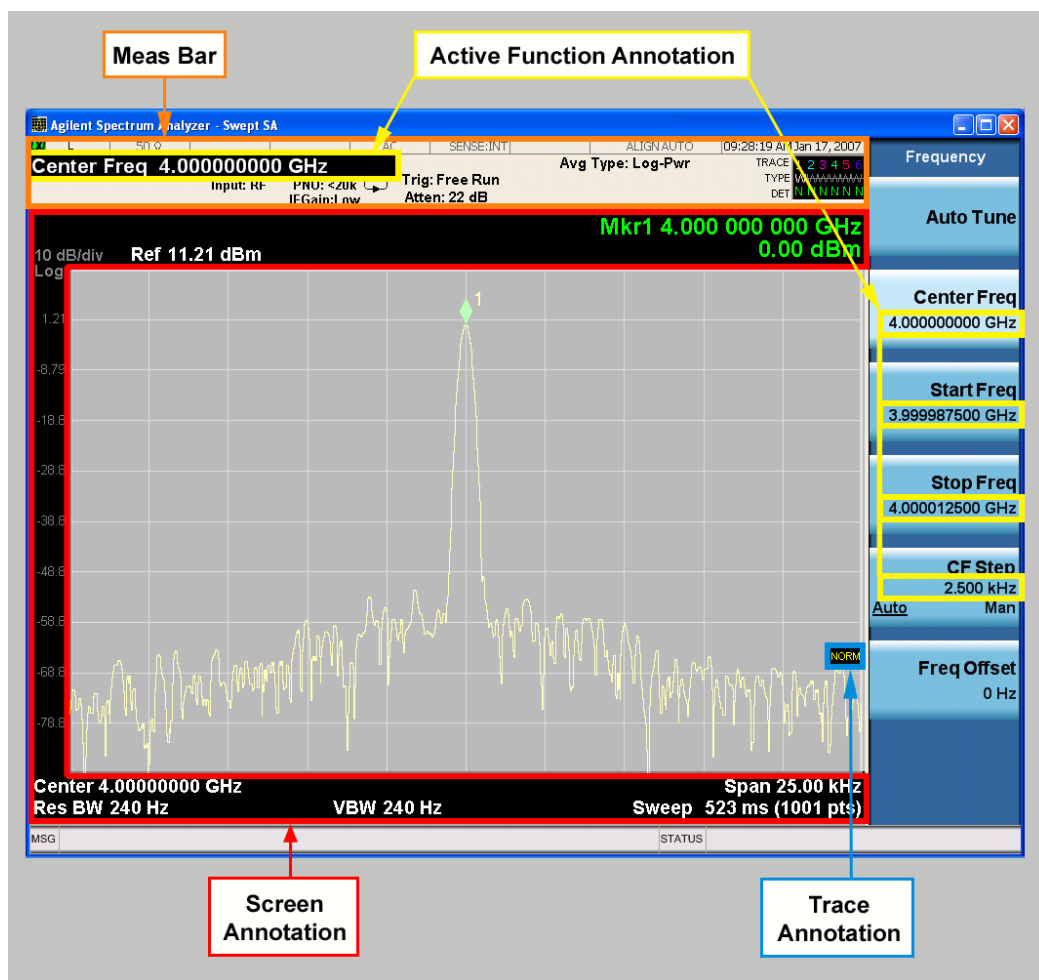 Meas Bar
Active Function Annotation
Agilent Spectrum Analyzer - Swept SA
L 50 Ω AC SENSE:INT ALIGN AUTO 09:28:19 AM Jan 17, 2007
Center Freq 4.000000000 GHz
Input: RF PNO: <20k
IFGain:Low
Trig: Free Run
Atten: 22 dB
Avg Type: Log-Pwr
TRACE 1 2 3 4 5 6
TYPE
DET N N N N N N
Mkr1 4.000 000 000 GHz
0.00 dBm
10 dB/div Ref 11.21 dBm
Log
1
1.21
-8.79
-18.8
-28.8
-38.8
-48.8
-58.8
-68.8
-78.8
NORM
Center 4.00000000 GHz Span 25.00 kHz
Res BW 240 Hz VBW 240 Hz Sweep 523 ms (1001 pts)
MSG STATUS
Frequency
Auto Tune
Center Freq
4.000000000 GHz
Start Freq
3.999987500 GHz
Stop Freq
4.000012500 GHz
CF Step
2.500 kHz
Auto Man
Freq Offset
0 Hz
Screen
Annotation
Trace
Annotation